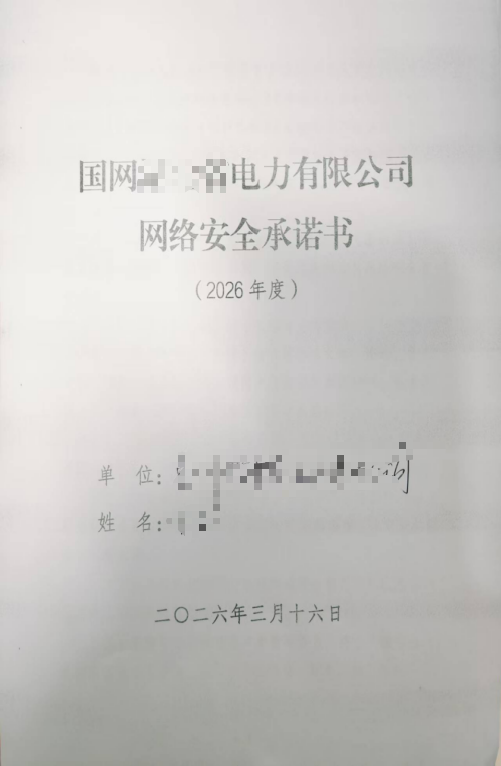 国网电力有限公司
网络安全承诺书
（2026年度）
单 位：
姓 名：
二〇二六年三月十六日